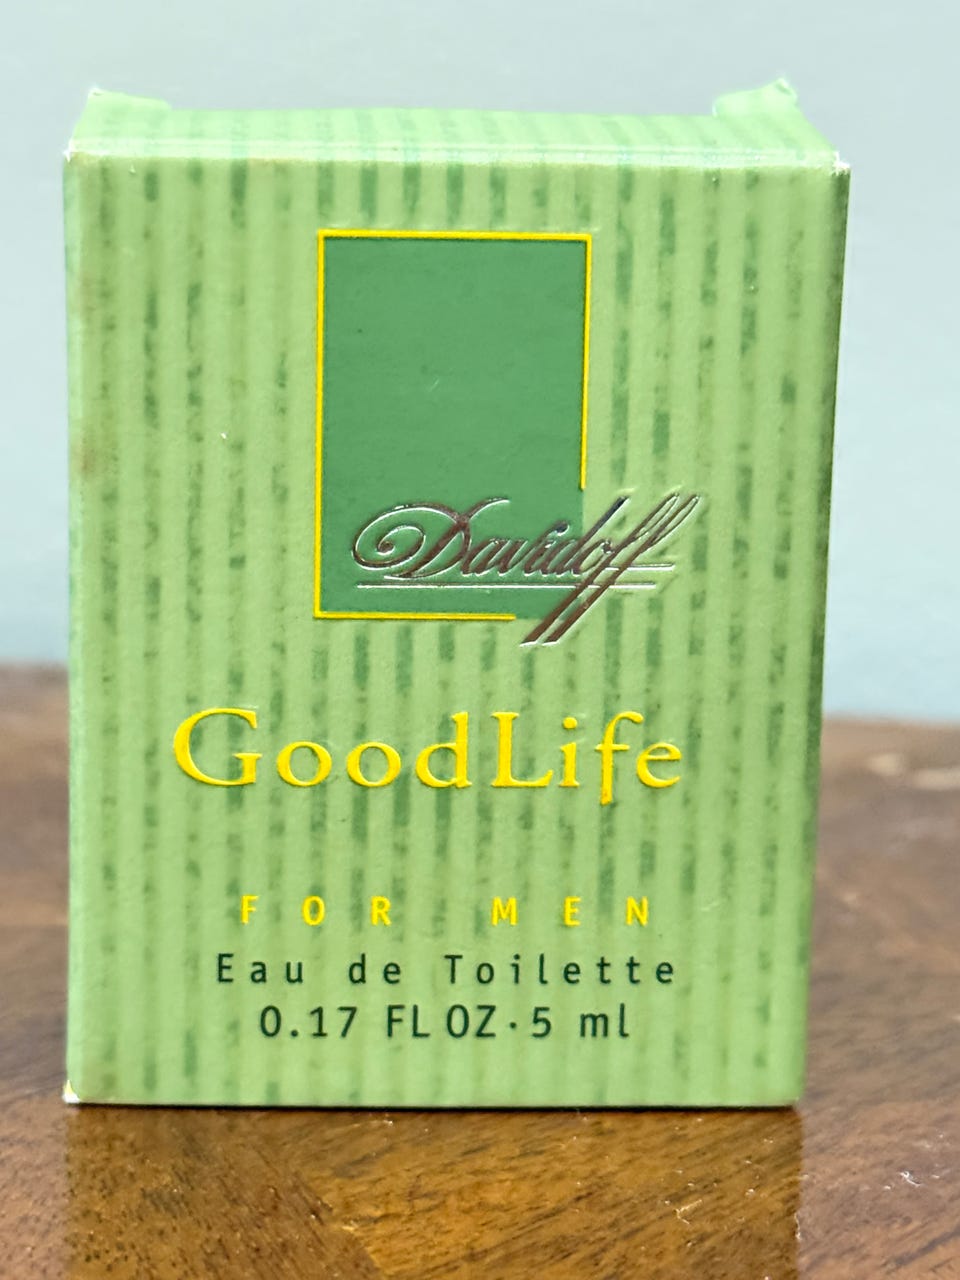 Davidoff
GoodLife
FOR MEN
Eau de Toilette
0.17 FL OZ·5 ml